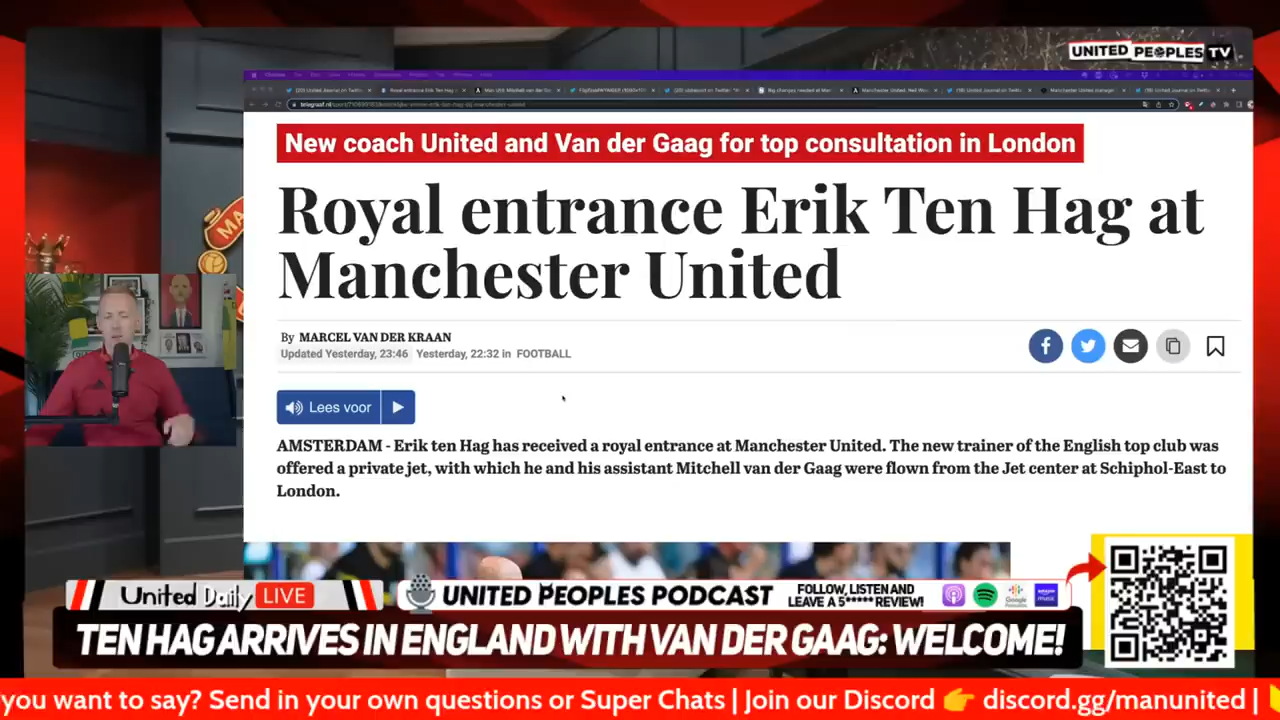 UNITED PEOPLES TV
New coach United and Van der Gaag for top consultation in London
Royal entrance Erik Ten Hag at
Manchester United
By MARCEL VAN DER KRAAN
Updated Yesterday, 23:46 Yesterday, 22:32 in FOOTBALL
Lees voor
AMSTERDAM - Erik ten Hag has received a royal entrance at Manchester United. The new trainer of the English top club was
offered a private jet, with which he and his assistant Mitchell van der Gaag were flown from the Jet center at Schiphol-East to
London.
United Daily LIVE
UNITED PEOPLES PODCAST
FOLLOW, LISTEN AND
LEAVE A 5***** REVIEW!
TEN HAG ARRIVES IN ENGLAND WITH VAN DER GAAG: WELCOME!
you want to say? Send in your own questions or Super Chats | Join our Discord 👉 discord.gg/manunited |